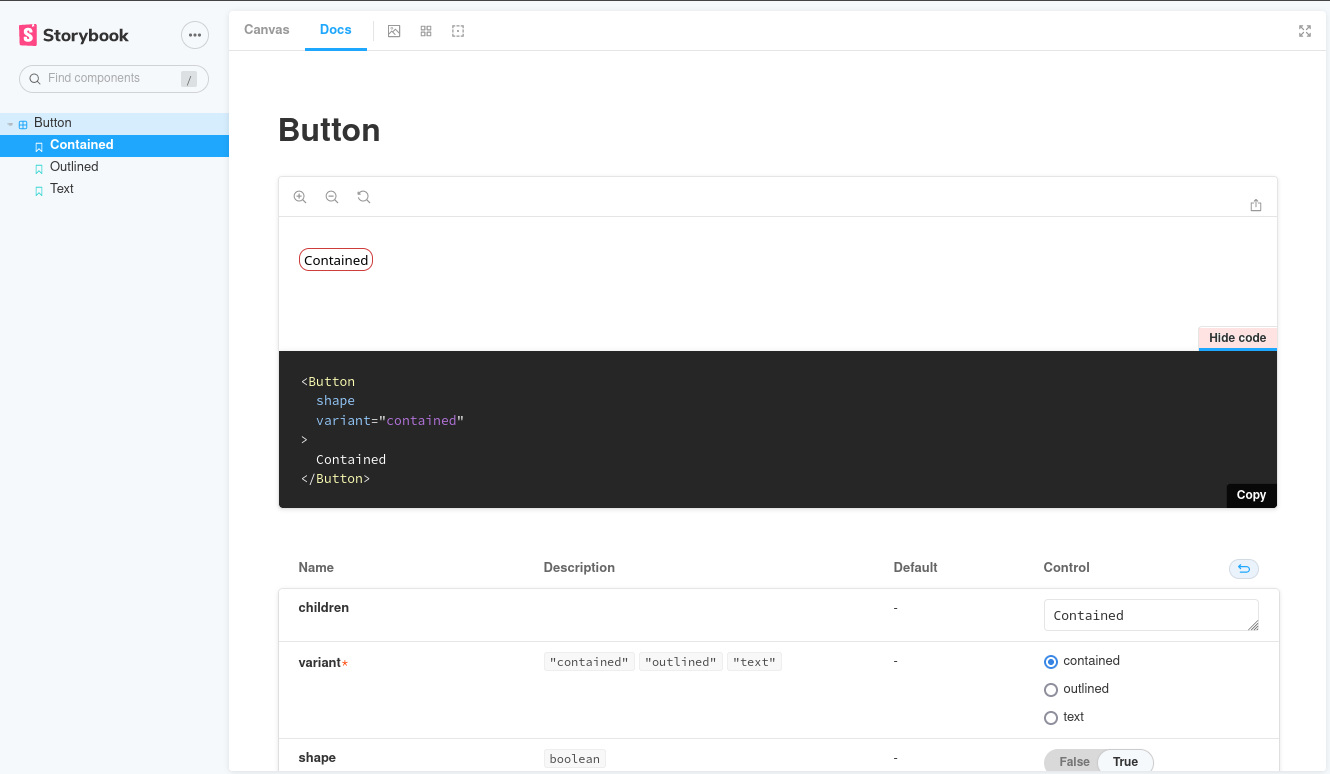 Storybook
Find components
/
Button
Contained
Outlined
Text
Canvas
Docs
Button
Contained
Hide code
<Button
shape
variant="contained"
>
Contained
</Button>
Copy
Name Description Default Control
children - Contained
variant* "contained" "outlined" "text" - contained
outlined
text
shape boolean - False True